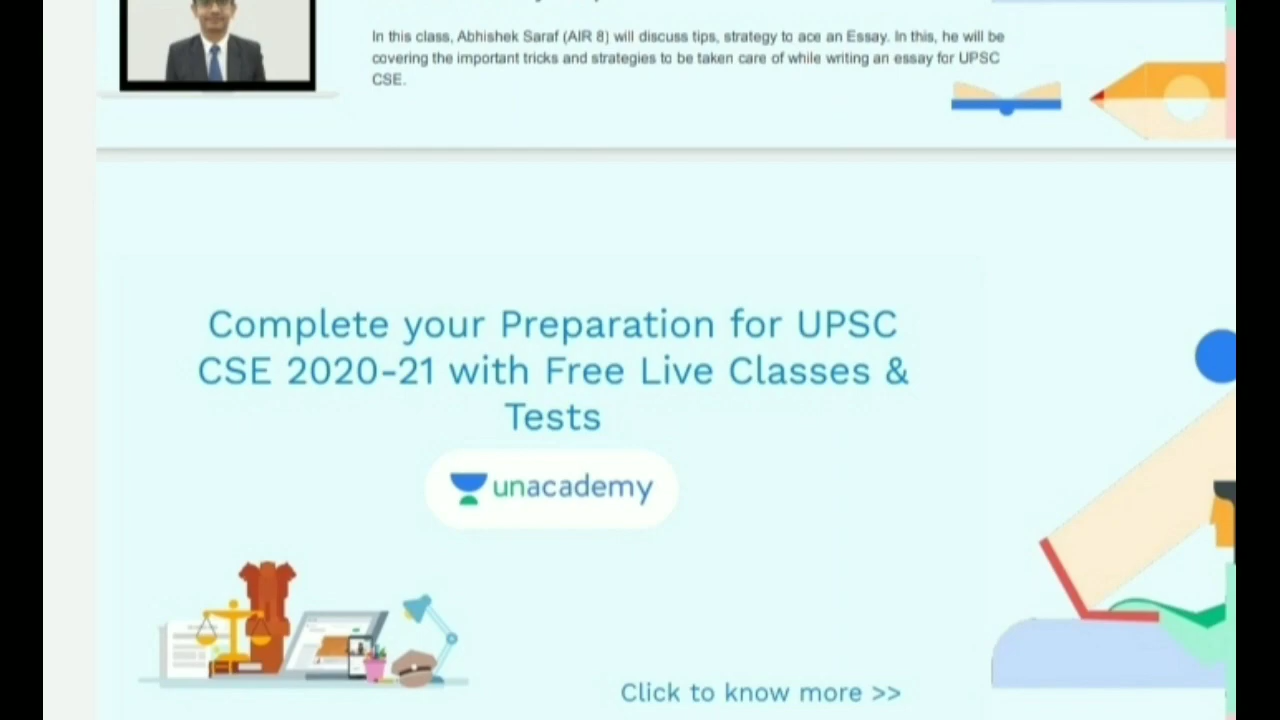 In this class, Abhishek Saraf (AIR 8) will discuss tips, strategy to ace an Essay. In this, he will be
covering the important tricks and strategies to be taken care of while writing an essay for UPSC
CSE.
Complete your Preparation for UPSC
CSE 2020-21 with Free Live Classes &
Tests
unacademy
Click to know more >>